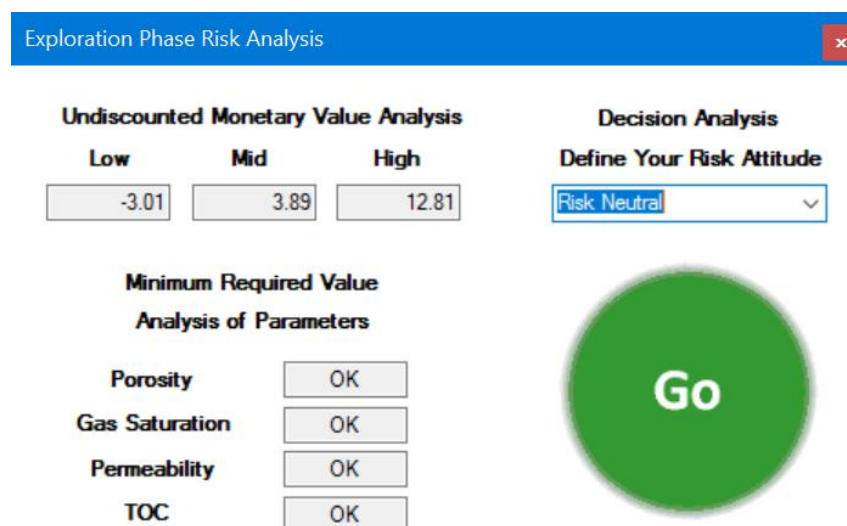 Exploration Phase Risk Analysis
x
Undiscounted Monetary Value Analysis
Low Mid High
-3.01 3.89 12.81
Decision Analysis
Define Your Risk Attitude
Risk Neutral
Minimum Required Value
Analysis of Parameters
Porosity OK
Gas Saturation OK
Permeability OK
TOC OK
Go